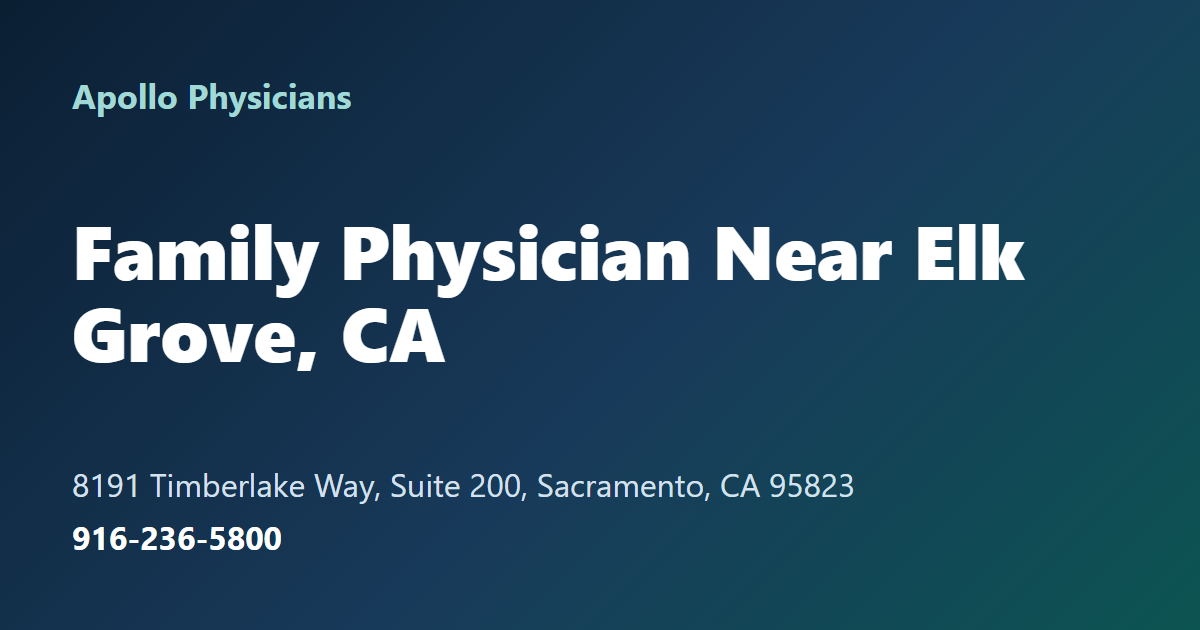 Apollo Physicians
Family Physician Near Elk
Grove, CA
8191 Timberlake Way, Suite 200, Sacramento, CA 95823
916-236-5800